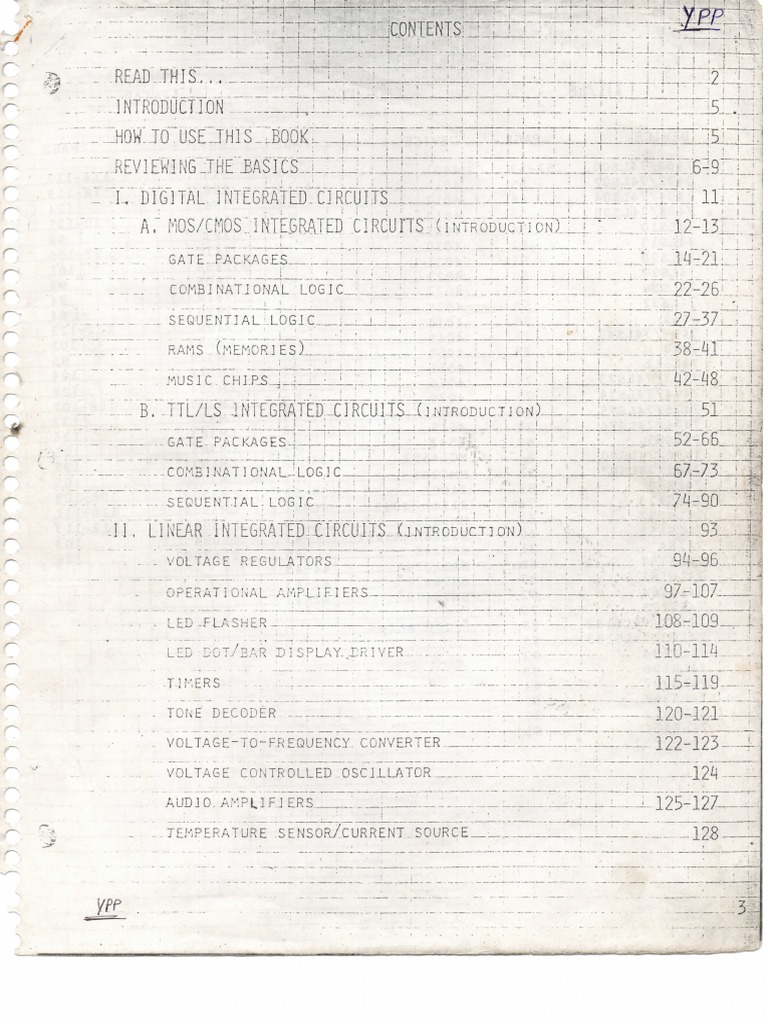 YPP
CONTENTS
READ THIS... 2
INTRODUCTION 5
HOW TO USE THIS BOOK 5
REVIEWING THE BASICS 6-9
I. DIGITAL INTEGRATED CIRCUITS 11
A. MOS/CMOS INTEGRATED CIRCUITS (INTRODUCTION) 12-13
GATE PACKAGES 14-21
COMBINATIONAL LOGIC 22-26
SEQUENTIAL LOGIC 27-37
RAMS (MEMORIES) 38-41
MUSIC CHIPS 42-48
B. TTL/LS INTEGRATED CIRCUITS (INTRODUCTION) 51
GATE PACKAGES 52-66
COMBINATIONAL LOGIC 67-73
SEQUENTIAL LOGIC 74-90
II. LINEAR INTEGRATED CIRCUITS (INTRODUCTION) 93
VOLTAGE REGULATORS 94-96
OPERATIONAL AMPLIFIERS 97-107
LED FLASHER 108-109
LED DOT/BAR DISPLAY DRIVER 110-114
TIMERS 115-119
TONE DECODER 120-121
VOLTAGE-TO-FREQUENCY CONVERTER 122-123
VOLTAGE CONTROLLED OSCILLATOR 124
AUDIO AMPLIFIERS 125-127
TEMPERATURE SENSOR/CURRENT SOURCE 128
YPP 3